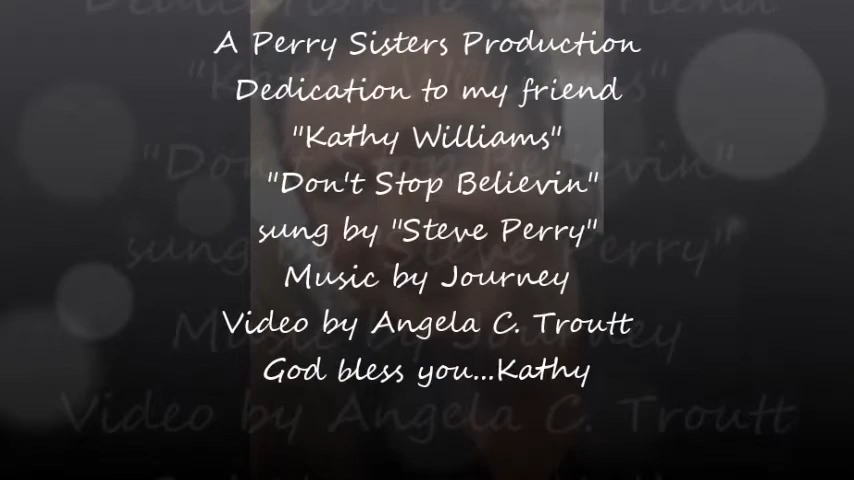 A Perry Sisters Production
Dedication to my friend
"Kathy Williams"
"Don't Stop Believin"
sung by "Steve Perry"
Music by Journey
Video by Angela C. Troutt
God bless you...Kathy